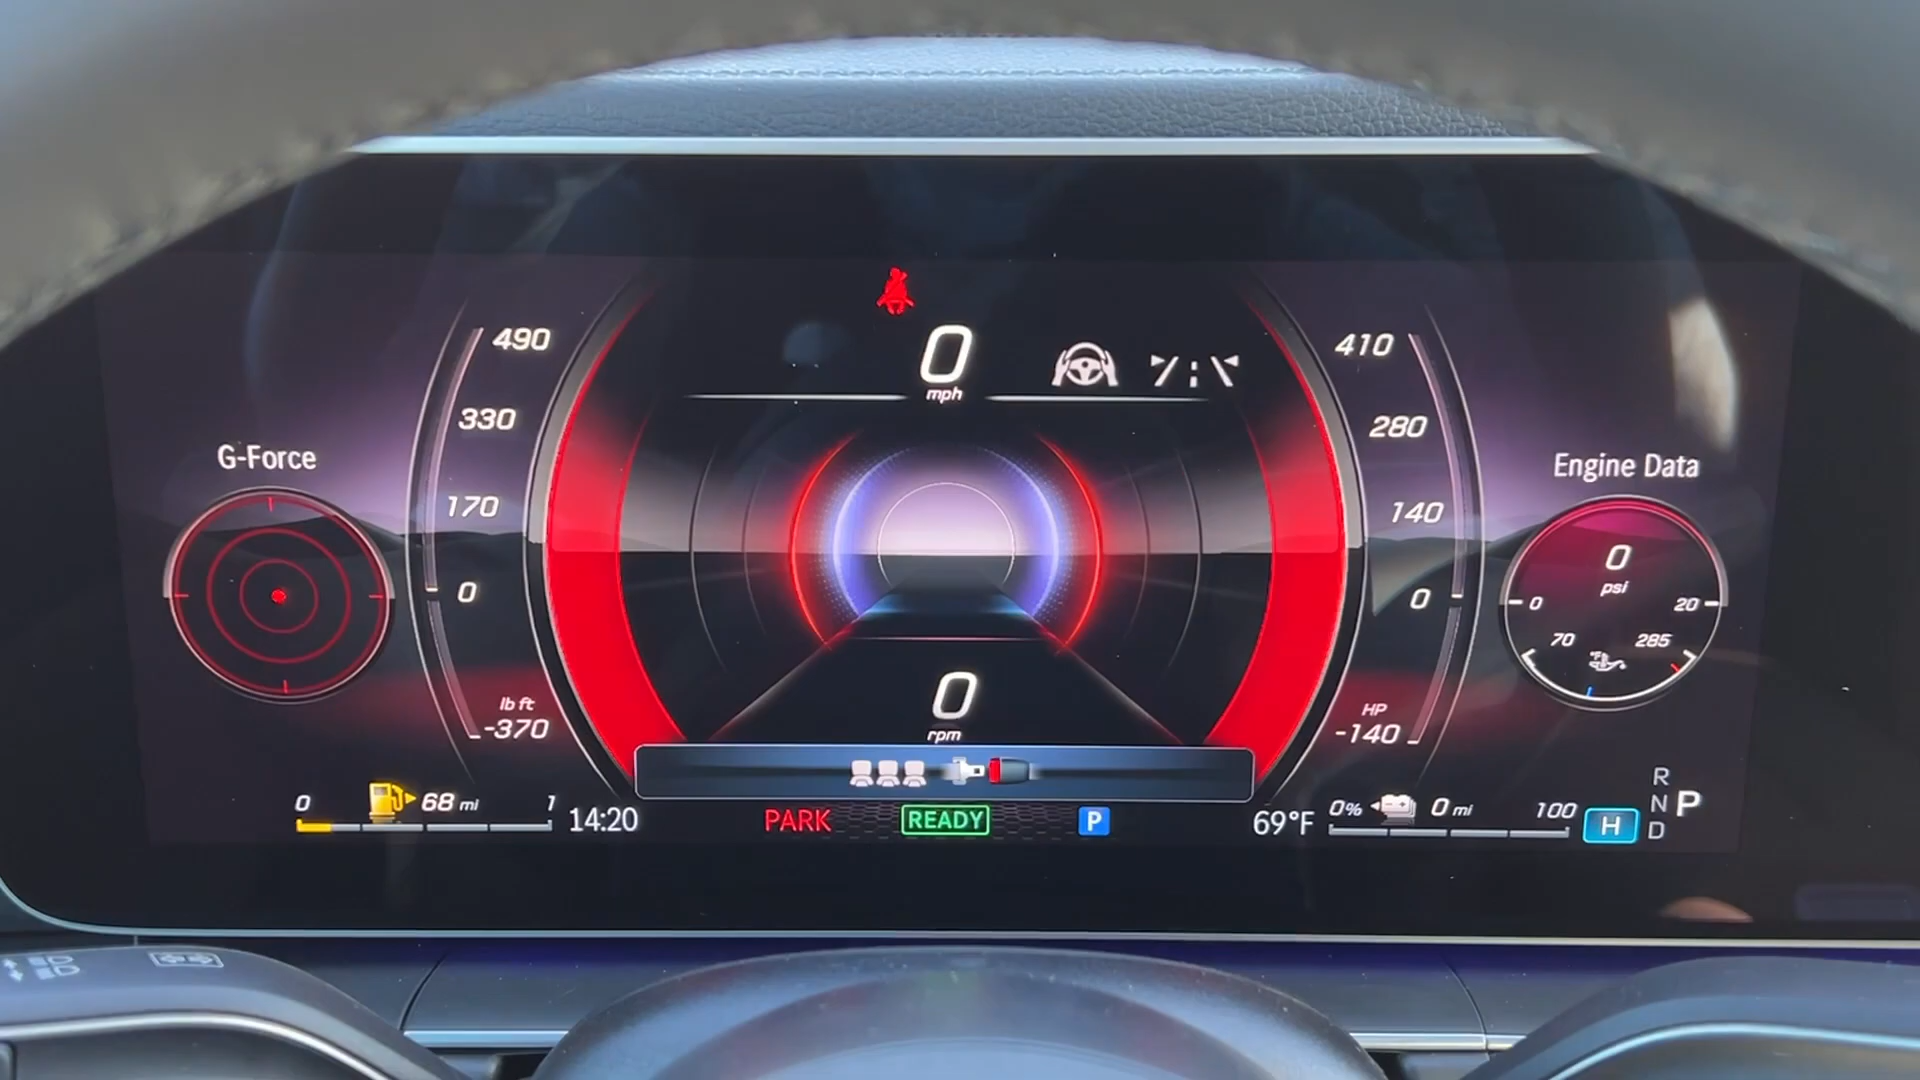 0
mph
490
330
170
0
lb ft
-370
410
280
140
0
HP
-140
G-Force
Engine Data
0
psi
0 20
70 285
0
rpm
0 68 mi 1
14:20
PARK
READY
P
69°F
0% 0 mi 100
H
R
N P
D